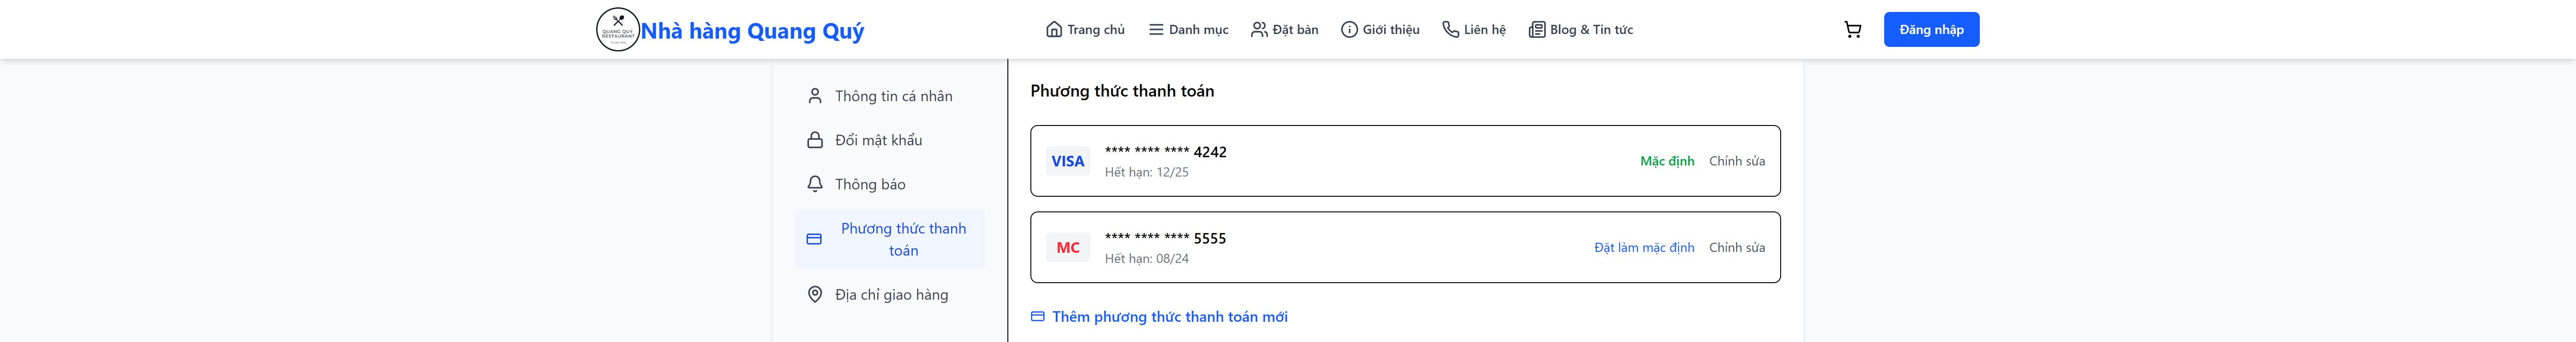 QUANG QUÝ
RESTAURANT
Nhà hàng Quang Quý
Trang chủ
Danh mục
Đặt bàn
Giới thiệu
Liên hệ
Blog & Tin tức
Đăng nhập
Thông tin cá nhân
Đổi mật khẩu
Thông báo
Phương thức thanh
toán
Địa chỉ giao hàng
Phương thức thanh toán
VISA
**** **** **** 4242
Hết hạn: 12/25
Mặc định
Chỉnh sửa
MC
**** **** **** 5555
Hết hạn: 08/24
Đặt làm mặc định
Chỉnh sửa
Thêm phương thức thanh toán mới